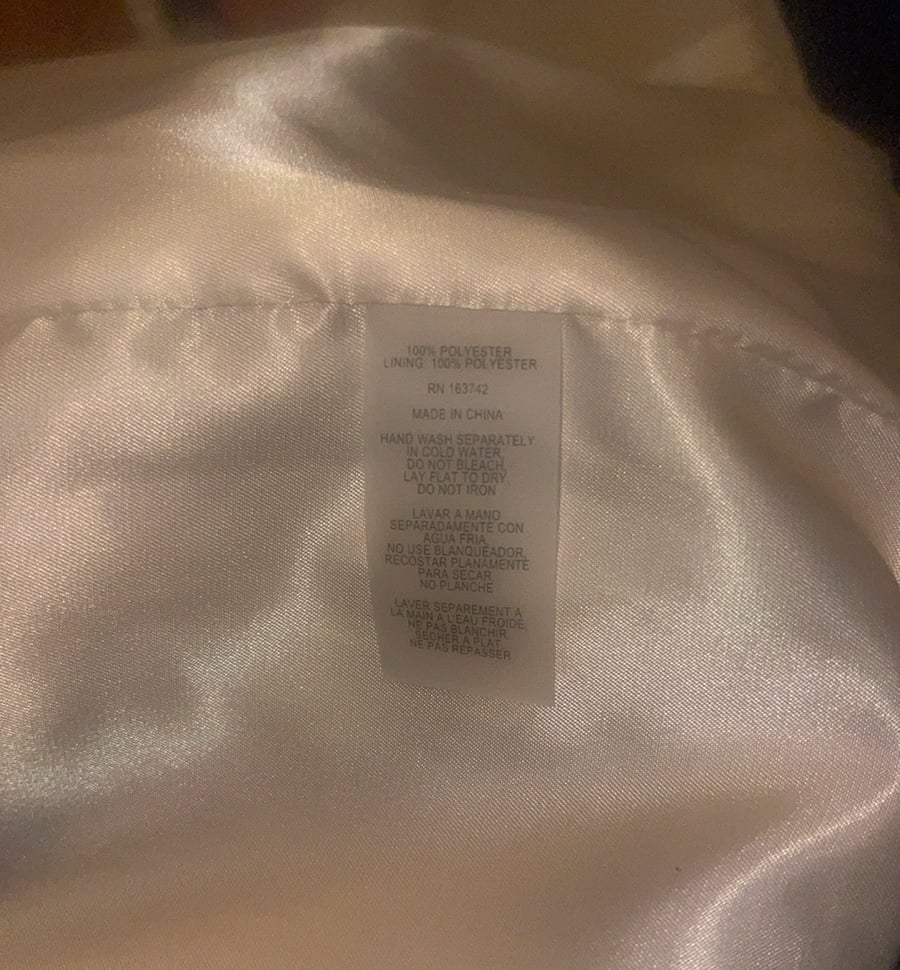 100% POLYESTER
LINING: 100% POLYESTER
RN 163742
MADE IN CHINA
HAND WASH SEPARATELY
IN COLD WATER,
DO NOT BLEACH,
LAY FLAT TO DRY,
DO NOT IRON
LAVAR A MANO
SEPARADAMENTE CON
AGUA FRIA,
NO USE BLANQUEADOR,
RECOSTAR PLANAMENTE
PARA SECAR,
NO PLANCHE
LAVER SEPAREMENT A
LA MAIN A L'EAU FROIDE,
NE PAS BLANCHIR
SECHER A PLAT
NE PAS REPASSER